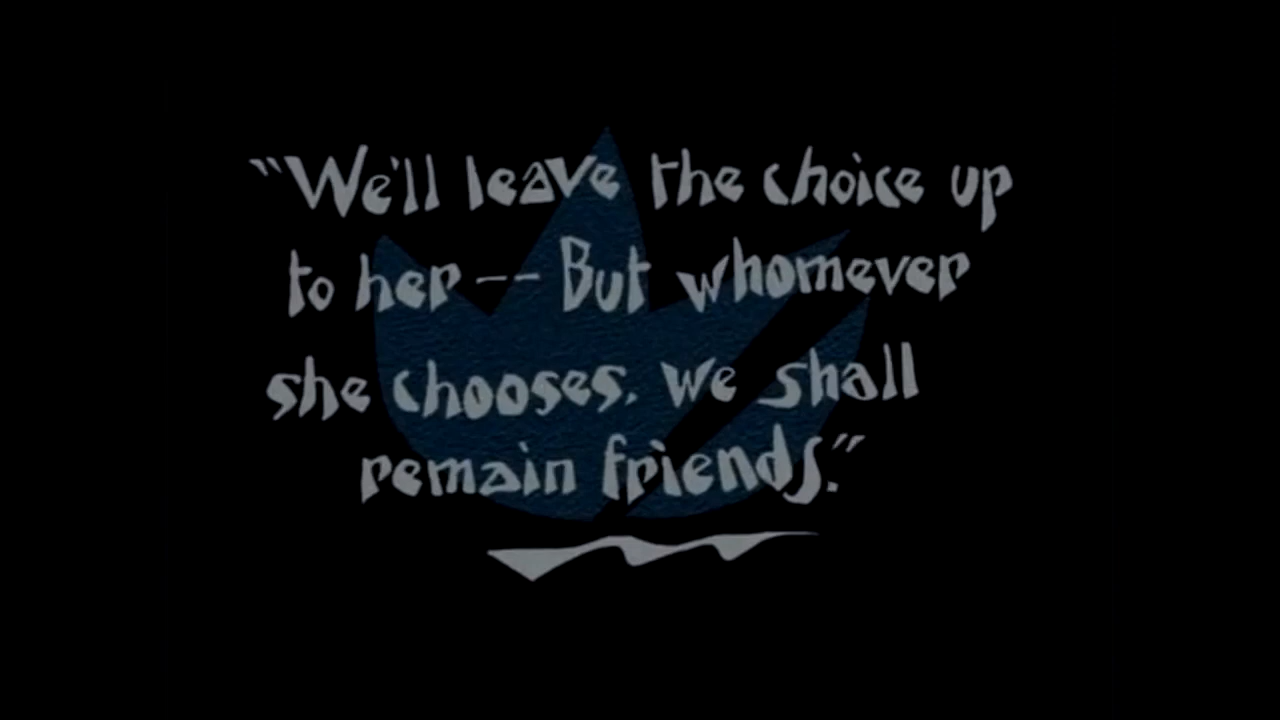 “We'll leave the choice up
to her -- But whomever
she chooses, we shall
remain friends.”